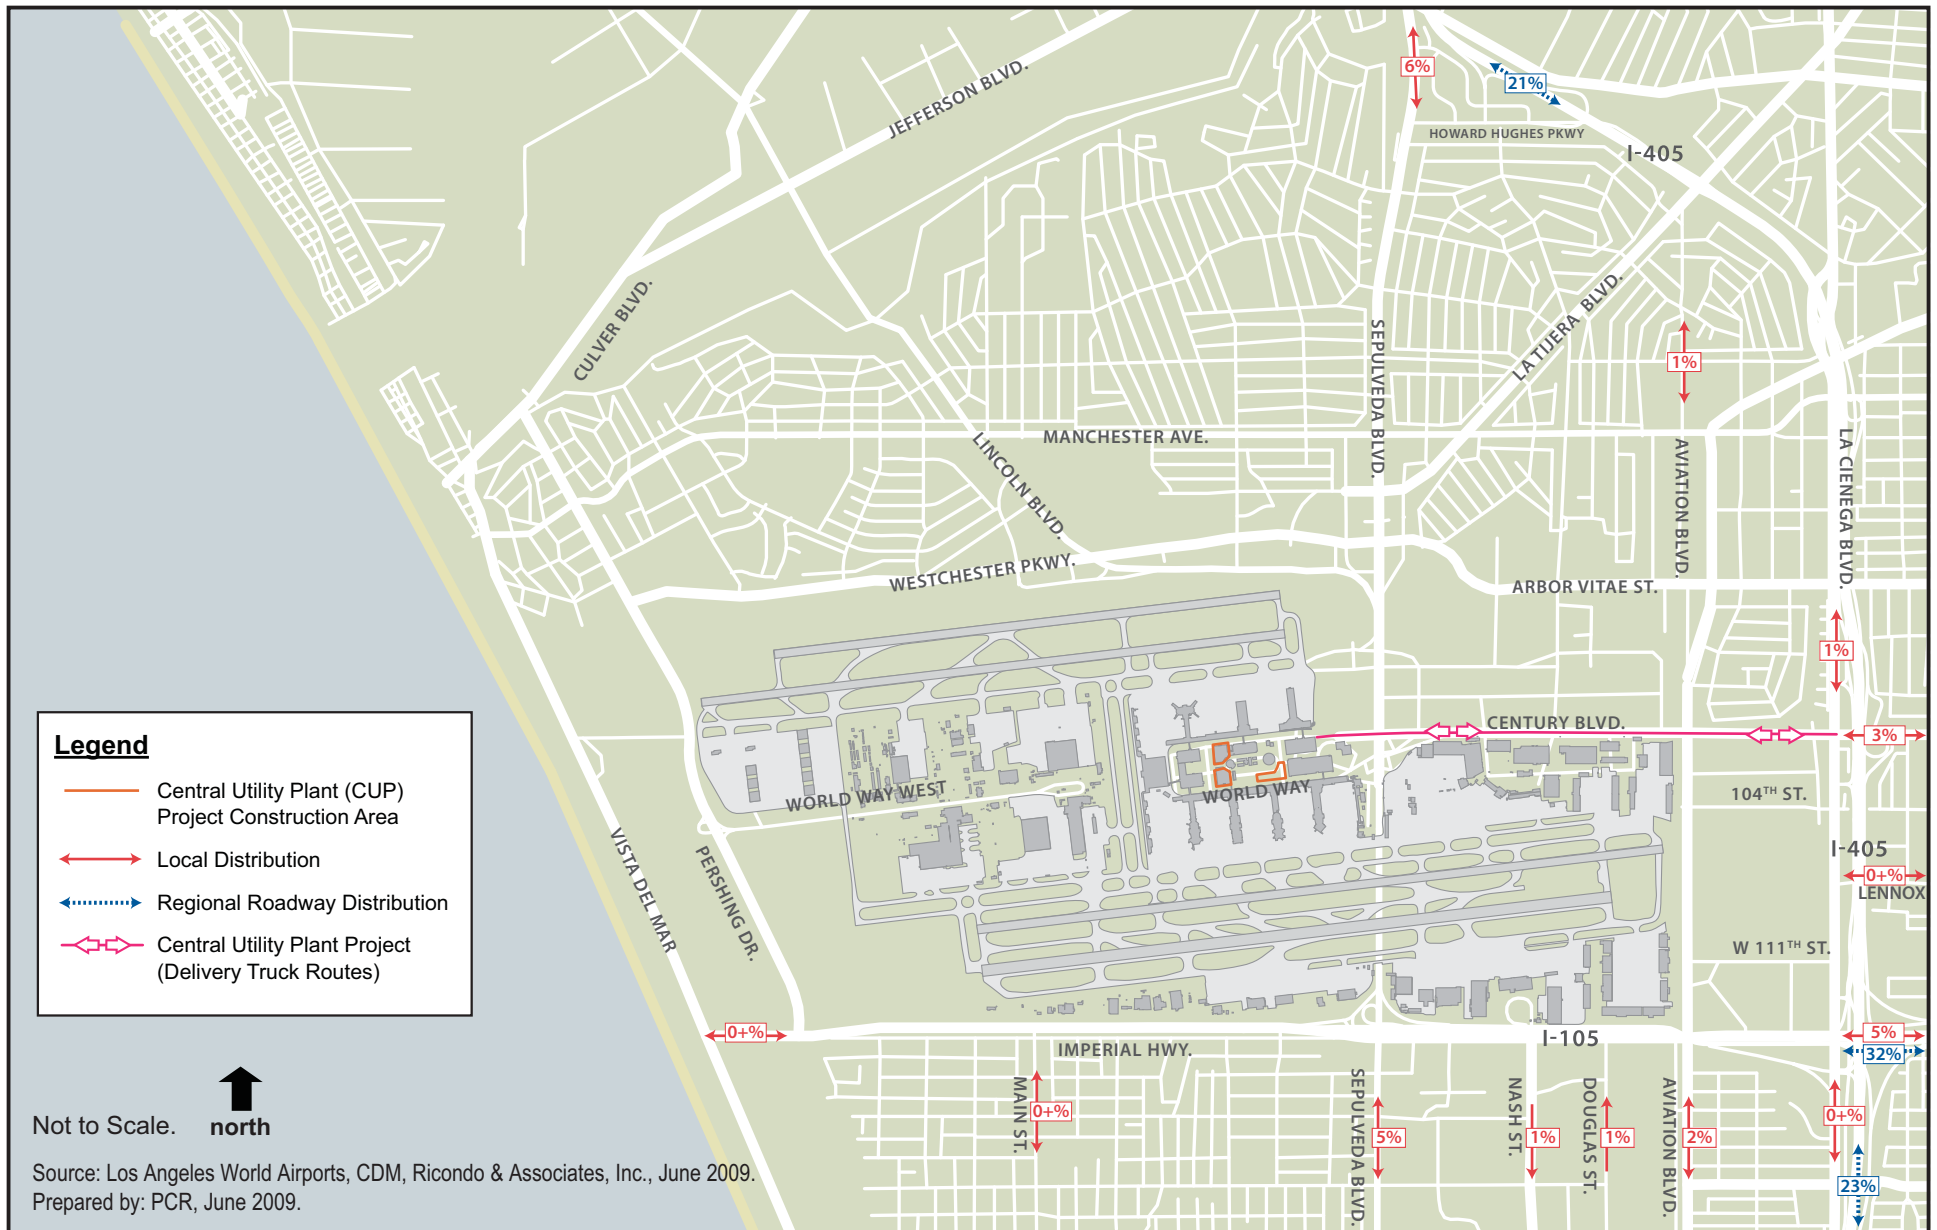 6%
21%
JEFFERSON BLVD.
HOWARD HUGHES PKWY
I-405
CULVER BLVD.
SEPULVEDA BLVD.
LA TIJERA BLVD.
1%
MANCHESTER AVE.
LINCOLN BLVD.
AVIATION BLVD.
LA CIENEGA BLVD.
WESTCHESTER PKWY.
ARBOR VITAE ST.
1%
CENTURY BLVD.
3%
WORLD WAY WEST
WORLD WAY
104TH ST.
VISTA DEL MAR
PERSHING DR.
I-405
0+%
LENNOX
W 111TH ST.
0+%
IMPERIAL HWY.
I-105
5%
32%
MAIN ST.
0+%
SEPULVEDA BLVD.
5%
NASH ST.
1%
DOUGLAS ST.
1%
AVIATION BLVD.
2%
0+%
23%
Legend
Central Utility Plant (CUP)
Project Construction Area
Local Distribution
Regional Roadway Distribution
Central Utility Plant Project
(Delivery Truck Routes)
Not to Scale.
north
Source: Los Angeles World Airports, CDM, Ricondo & Associates, Inc., June 2009.
Prepared by: PCR, June 2009.